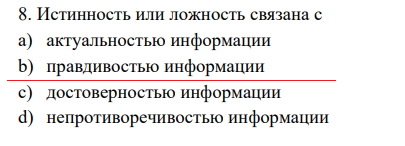 8. Истинность или ложность связана с
a) актуальностью информации
b) правдивостью информации
c) достоверностью информации
d) непротиворечивостью информации